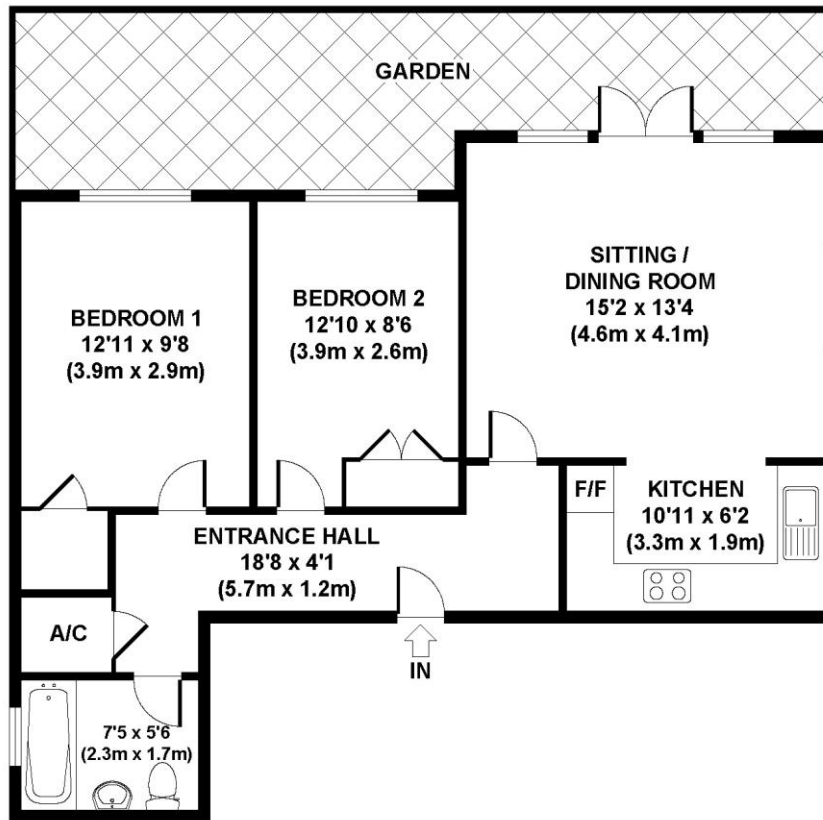 GARDEN
SITTING /
DINING ROOM
15'2 x 13'4
(4.6m x 4.1m)
BEDROOM 1
12'11 x 9'8
(3.9m x 2.9m)
BEDROOM 2
12'10 x 8'6
(3.9m x 2.6m)
F/F
KITCHEN
10'11 x 6'2
(3.3m x 1.9m)
ENTRANCE HALL
18'8 x 4'1
(5.7m x 1.2m)
A/C
IN
7'5 x 5'6
(2.3m x 1.7m)